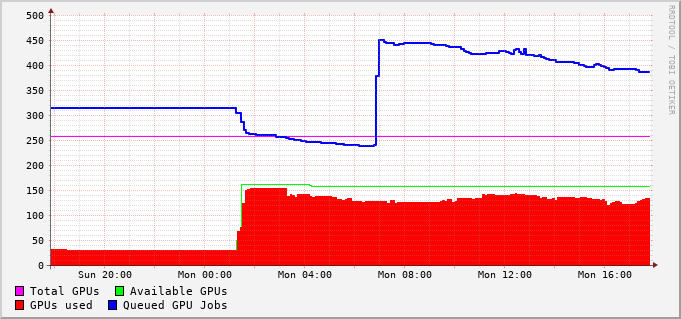 500
450
400
350
300
250
200
150
100
50
0
Sun 20:00 Mon 00:00 Mon 04:00 Mon 08:00 Mon 12:00 Mon 16:00
Total GPUs Available GPUs
GPUs used Queued GPU Jobs
RRDTOOL / TOBI OETIKER